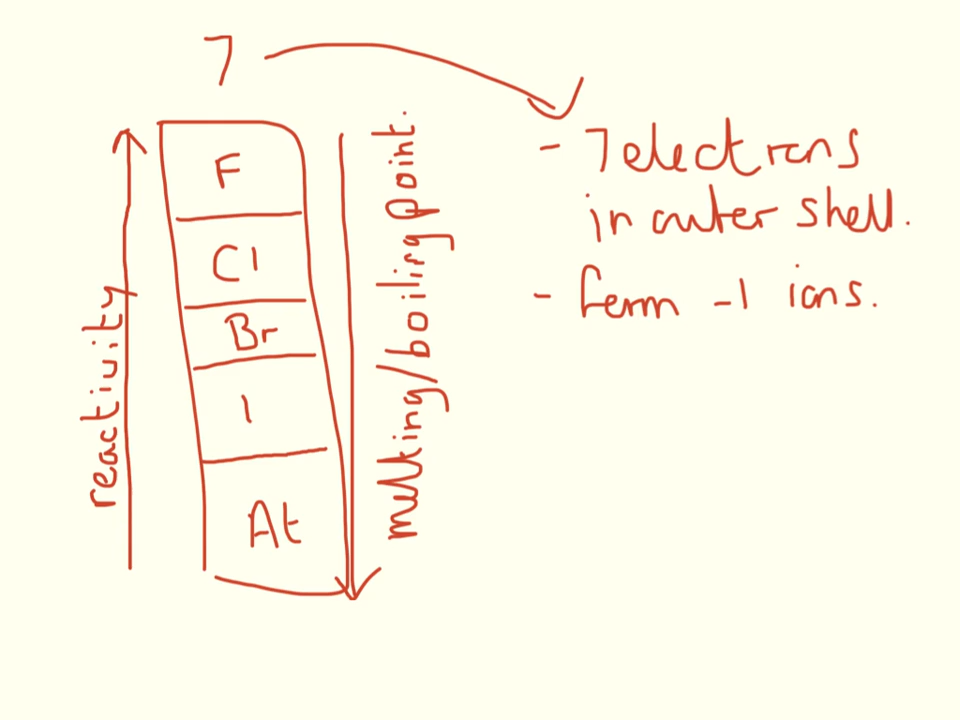 7
F
Cl
Br
I
At
reactivity
melting/boiling point.
- 7 electrons
in outer shell.
- form -1 ions.